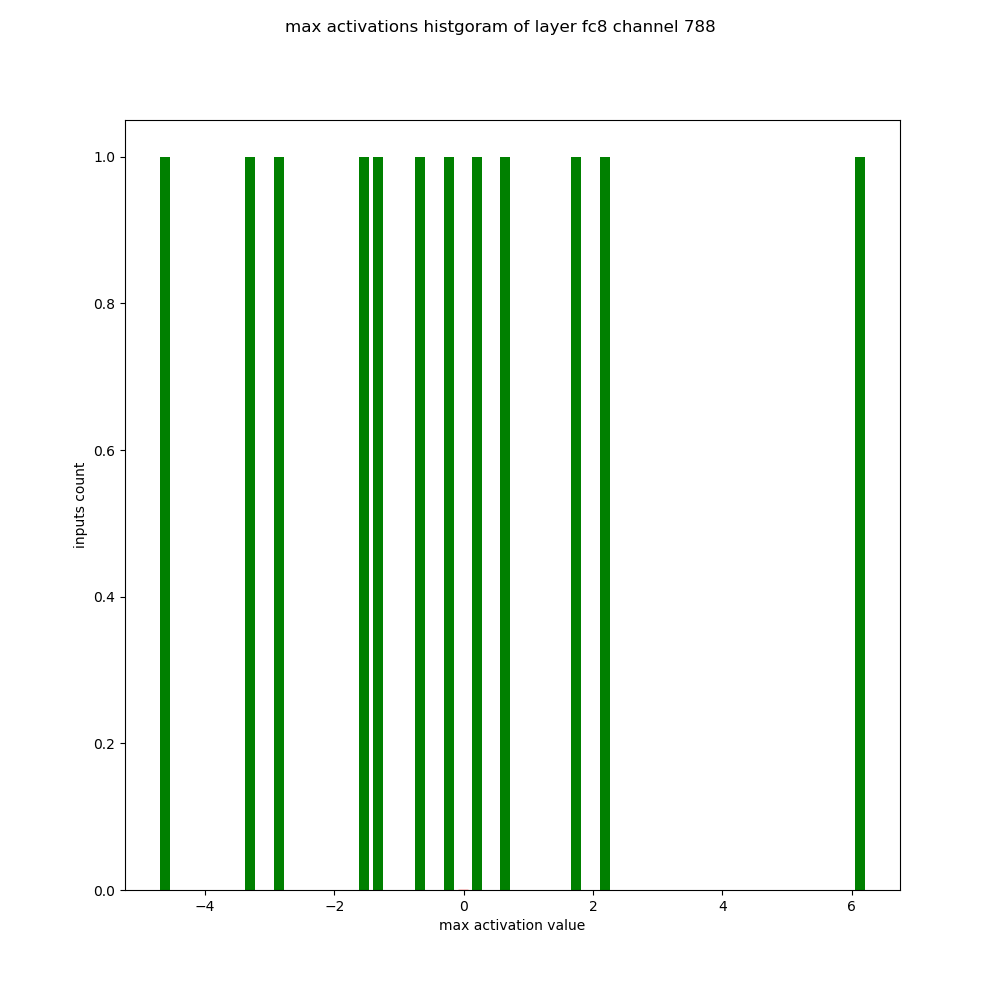 max activations histgoram of layer fc8 channel 788
1.0
0.8
0.6
0.4
0.2
0.0
inputs count
−4 −2 0 2 4 6
max activation value